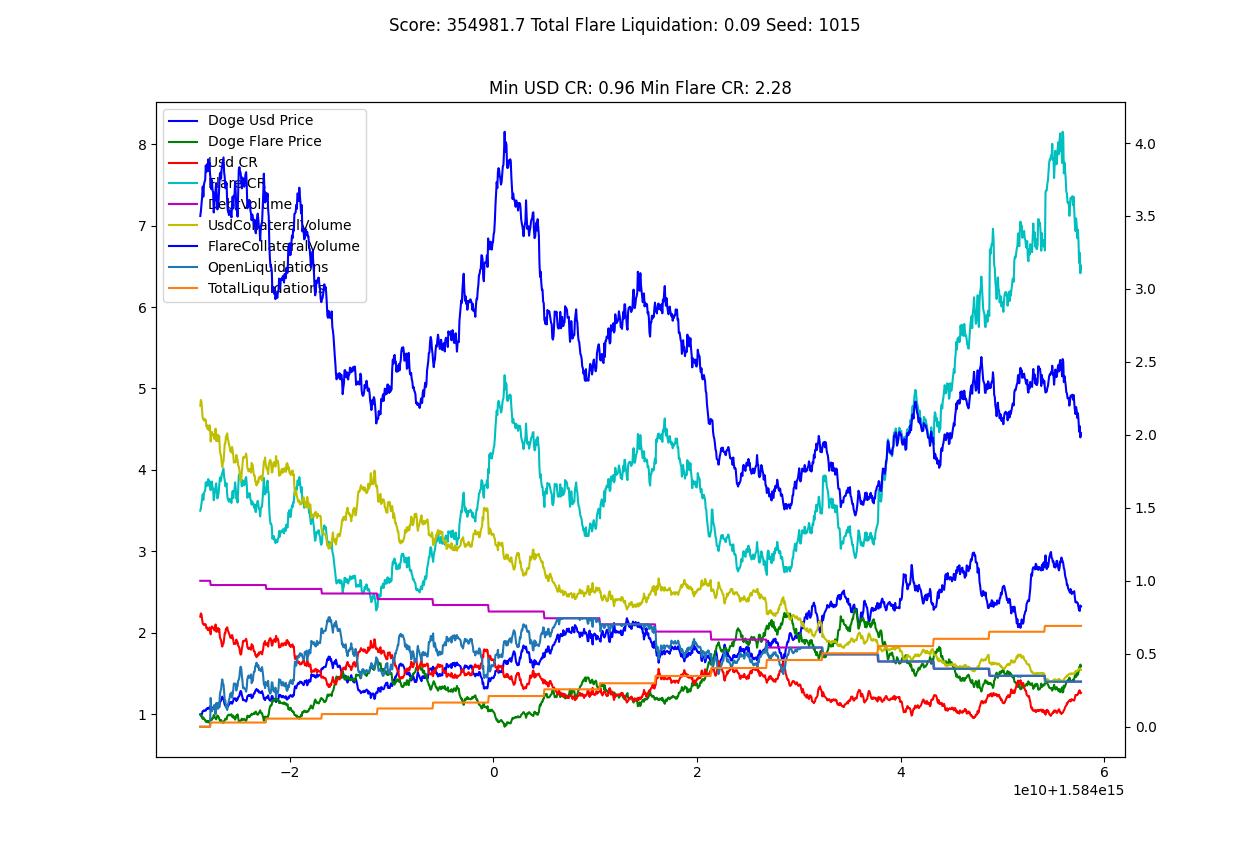 Score: 354981.7 Total Flare Liquidation: 0.09 Seed: 1015
Min USD CR: 0.96 Min Flare CR: 2.28
Doge Usd Price
Doge Flare Price
Usd CR
Flare CR
DebtVolume
UsdCollateralVolume
FlareCollateralVolume
OpenLiquidations
TotalLiquidations
8
7
6
5
4
3
2
1
4.0
3.5
3.0
2.5
2.0
1.5
1.0
0.5
0.0
−2
0
2
4
6
1e10+1.584e15